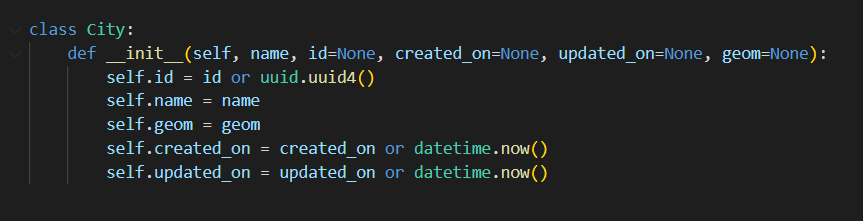 class City:
    def __init__(self, name, id=None, created_on=None, updated_on=None, geom=None):
        self.id = id or uuid.uuid4()
        self.name = name
        self.geom = geom
        self.created_on = created_on or datetime.now()
        self.updated_on = updated_on or datetime.now()